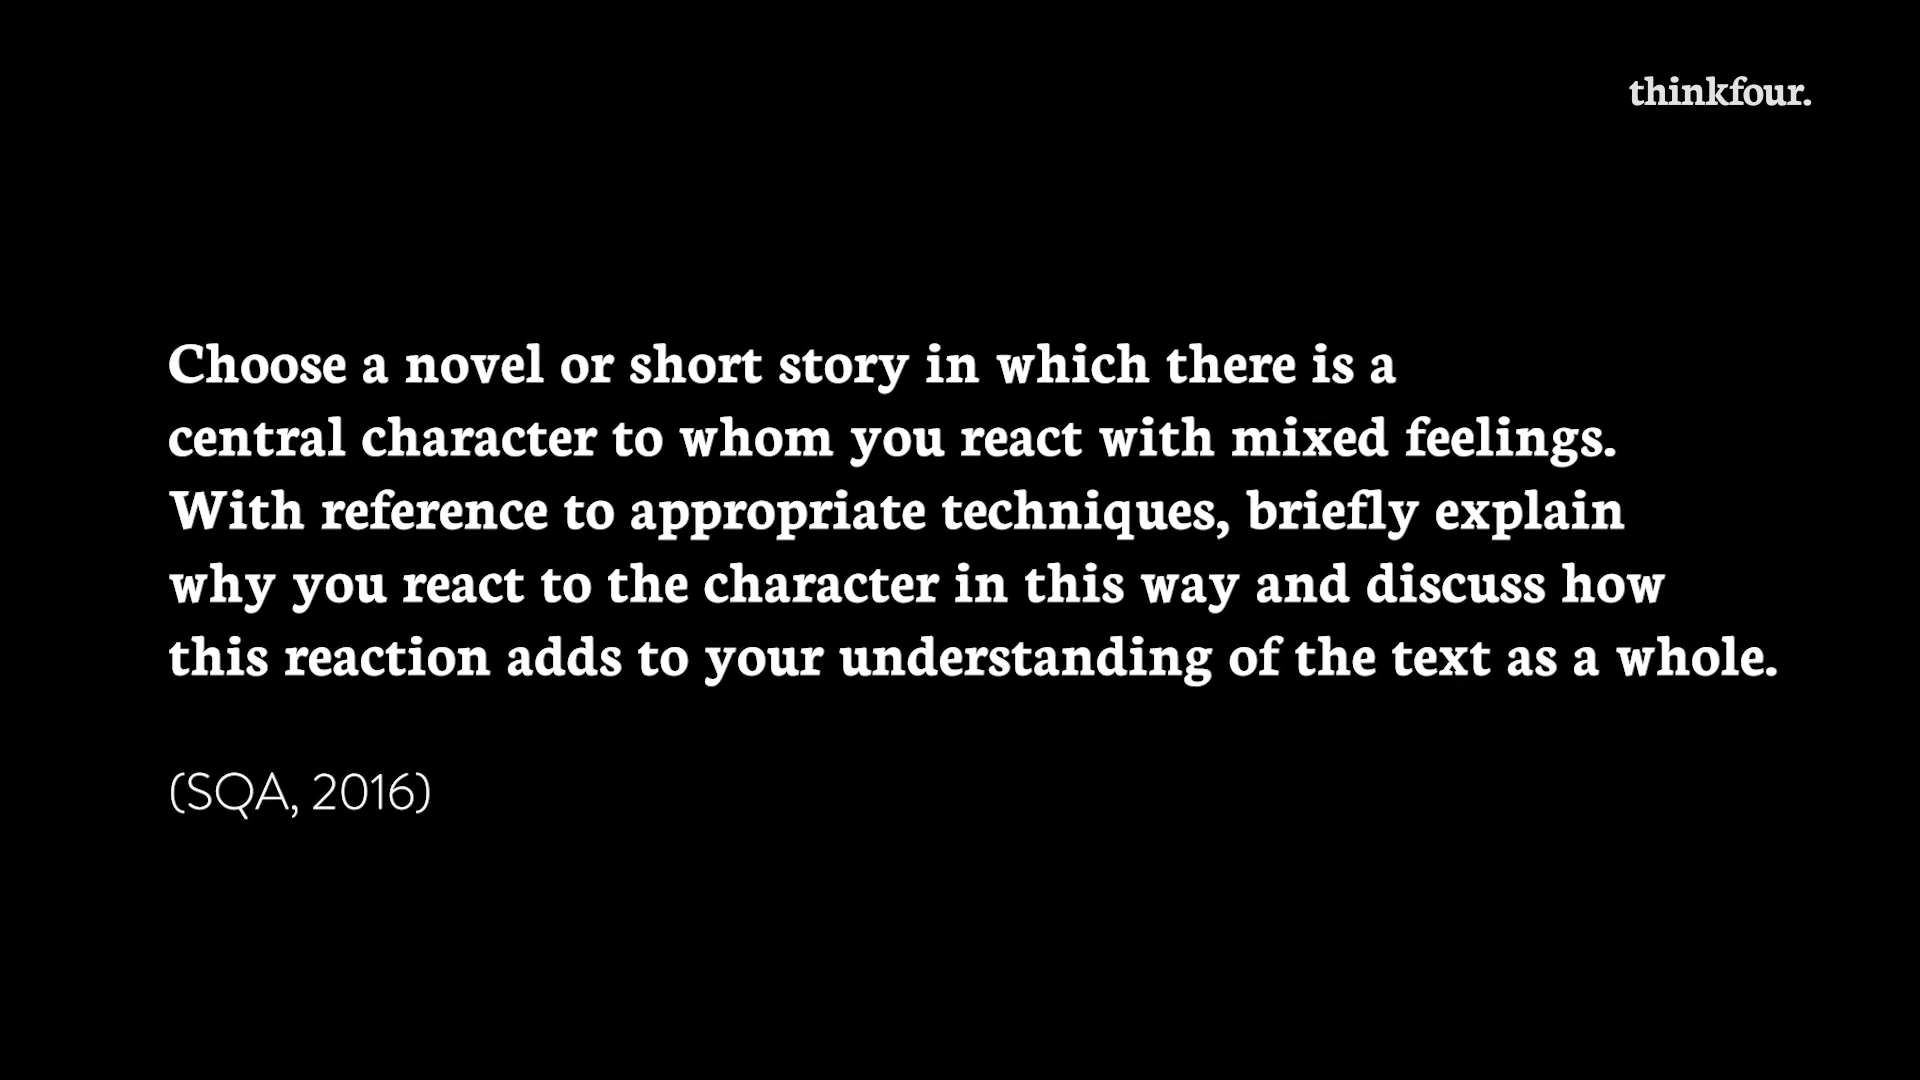 thinkfour.
Choose a novel or short story in which there is a
central character to whom you react with mixed feelings.
With reference to appropriate techniques, briefly explain
why you react to the character in this way and discuss how
this reaction adds to your understanding of the text as a whole.
(SQA, 2016)